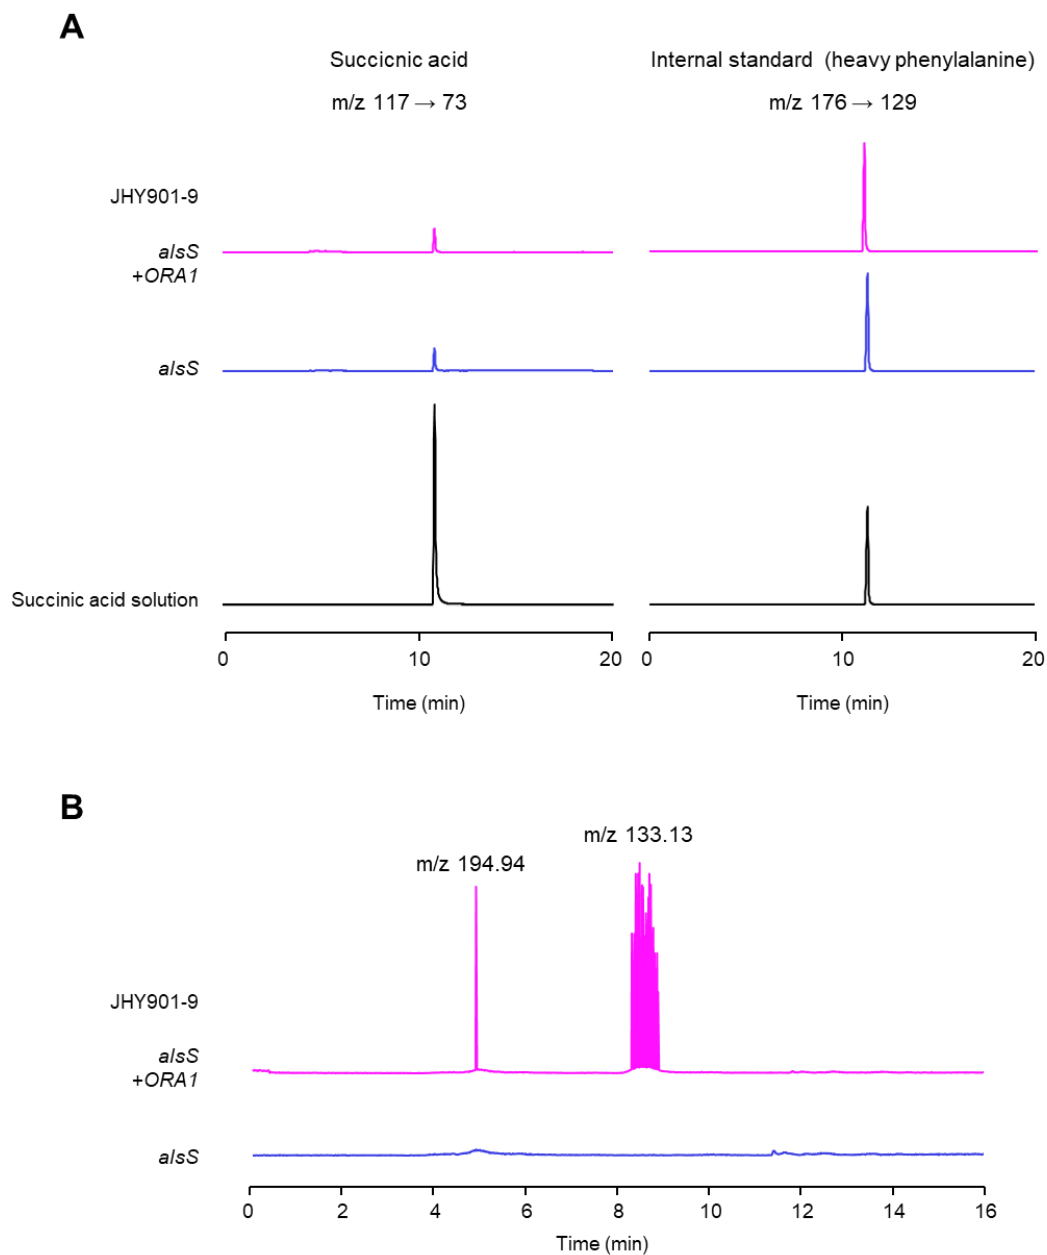 A
Succicnic acid
m/z 117 → 73
Internal standard (heavy phenylalanine)
m/z 176 → 129
JHY901-9
alsS
+ORA1
alsS
Succinic acid solution
0 10 20
Time (min)
0 10 20
Time (min)
B
m/z 194.94
m/z 133.13
JHY901-9
alsS
+ORA1
alsS
0 2 4 6 8 10 12 14 16
Time (min)